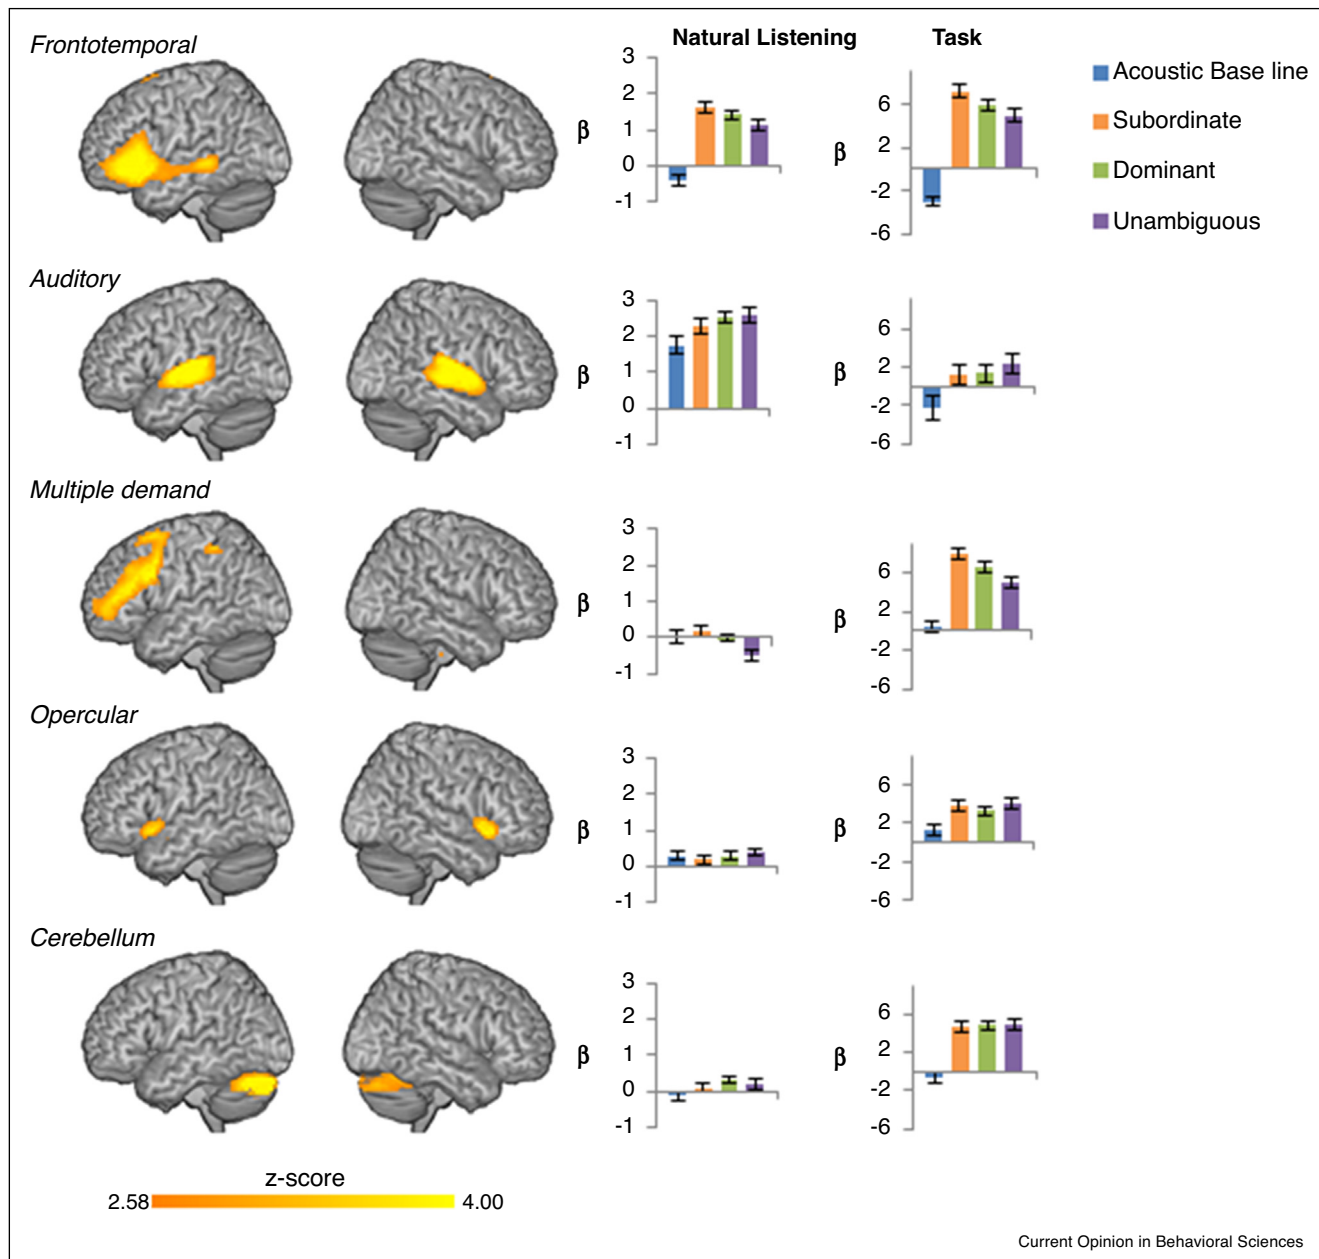 Frontotemporal
Natural Listening
Task
Acoustic Base line
Subordinate
Dominant
Unambiguous
β
3
2
1
0
-1
β
6
2
-2
-6
Auditory
β
3
2
1
0
-1
β
6
2
-2
-6
Multiple demand
β
3
2
1
0
-1
β
6
2
-2
-6
Opercular
β
3
2
1
0
-1
β
6
2
-2
-6
Cerebellum
β
3
2
1
0
-1
β
6
2
-2
-6
z-score
2.58 4.00
Current Opinion in Behavioral Sciences